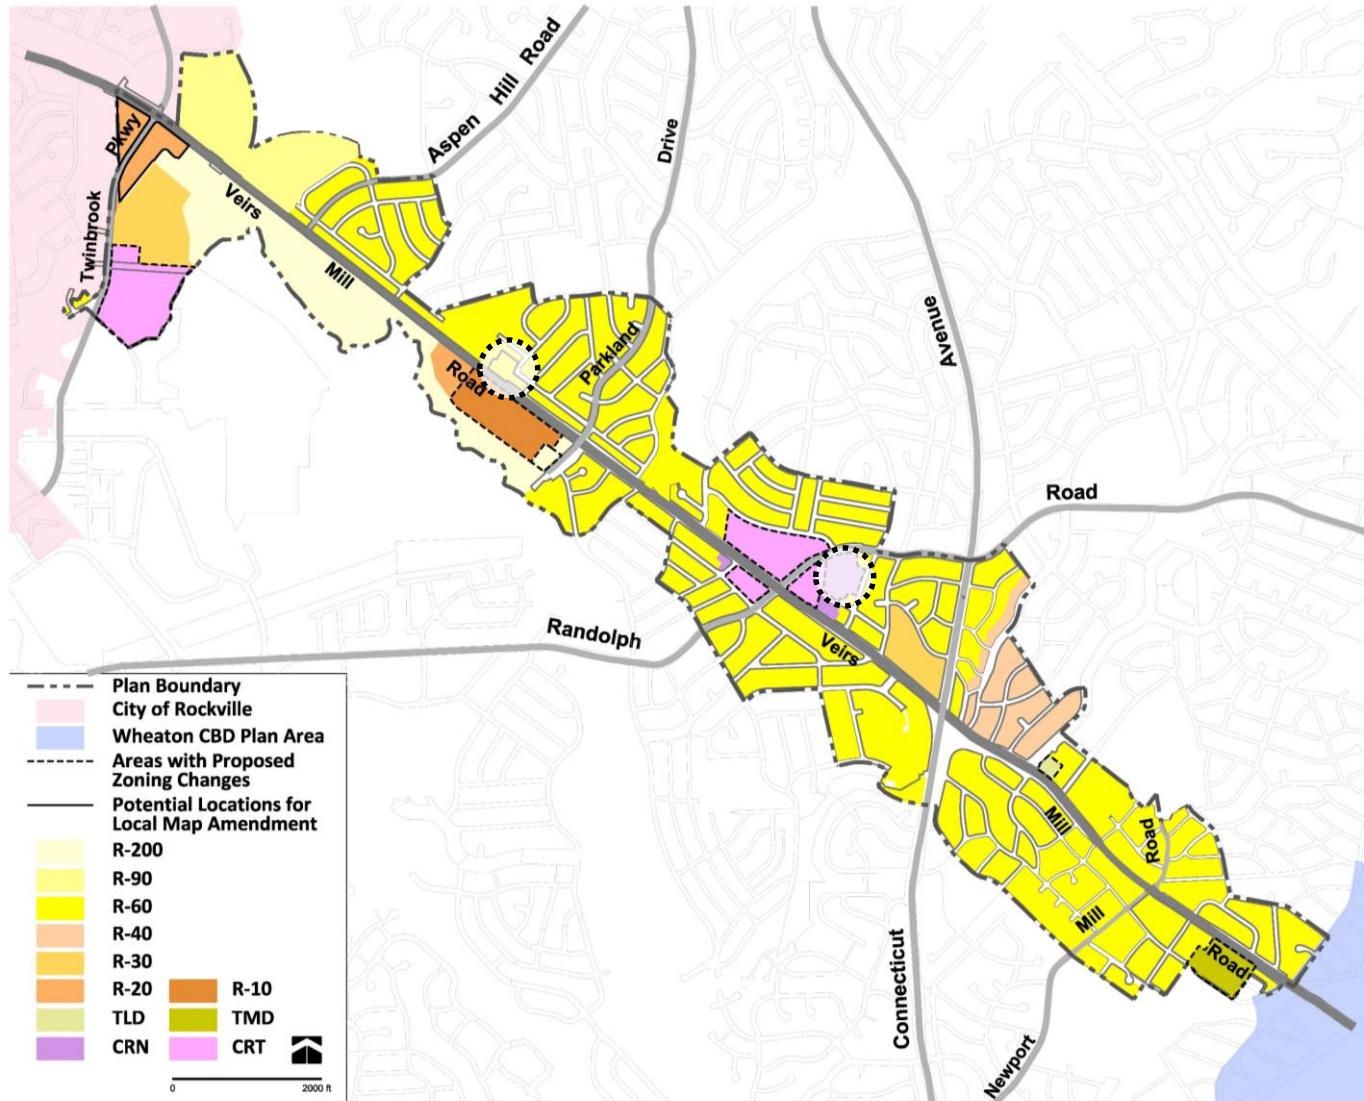 Aspen Hill Road
Drive
Pkwy
Twinbrook
Veirs
Mill
Road
Parkland
Avenue
Road
Randolph
Veirs
Mill
Road
Mill
Road
Connecticut
Newport
Plan Boundary
City of Rockville
Wheaton CBD Plan Area
Areas with Proposed
Zoning Changes
Potential Locations for
Local Map Amendment
R-200
R-90
R-60
R-40
R-30
R-20 R-10
TLD TMD
CRN CRT
0 2000 ft